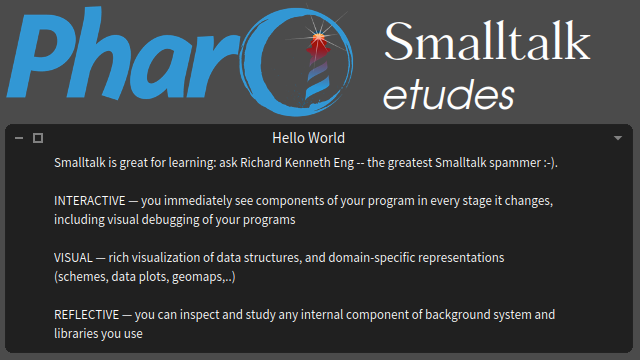 Pharo
Smalltalk
etudes
Hello World
Smalltalk is great for learning: ask Richard Kenneth Eng -- the greatest Smalltalk spammer :-).
INTERACTIVE — you immediately see components of your program in every stage it changes,
including visual debugging of your programs
VISUAL — rich visualization of data structures, and domain-specific representations
(schemes, data plots, geomaps,..)
REFLECTIVE — you can inspect and study any internal component of background system and
libraries you use